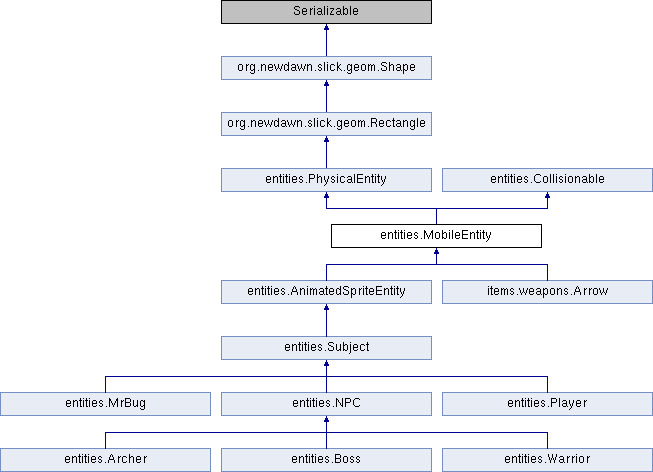 Serializable
org.newdawn.slick.geom.Shape
org.newdawn.slick.geom.Rectangle
entities.PhysicalEntity
entities.Collisionable
entities.MobileEntity
entities.AnimatedSpriteEntity
items.weapons.Arrow
entities.Subject
entities.MrBug
entities.NPC
entities.Player
entities.Archer
entities.Boss
entities.Warrior